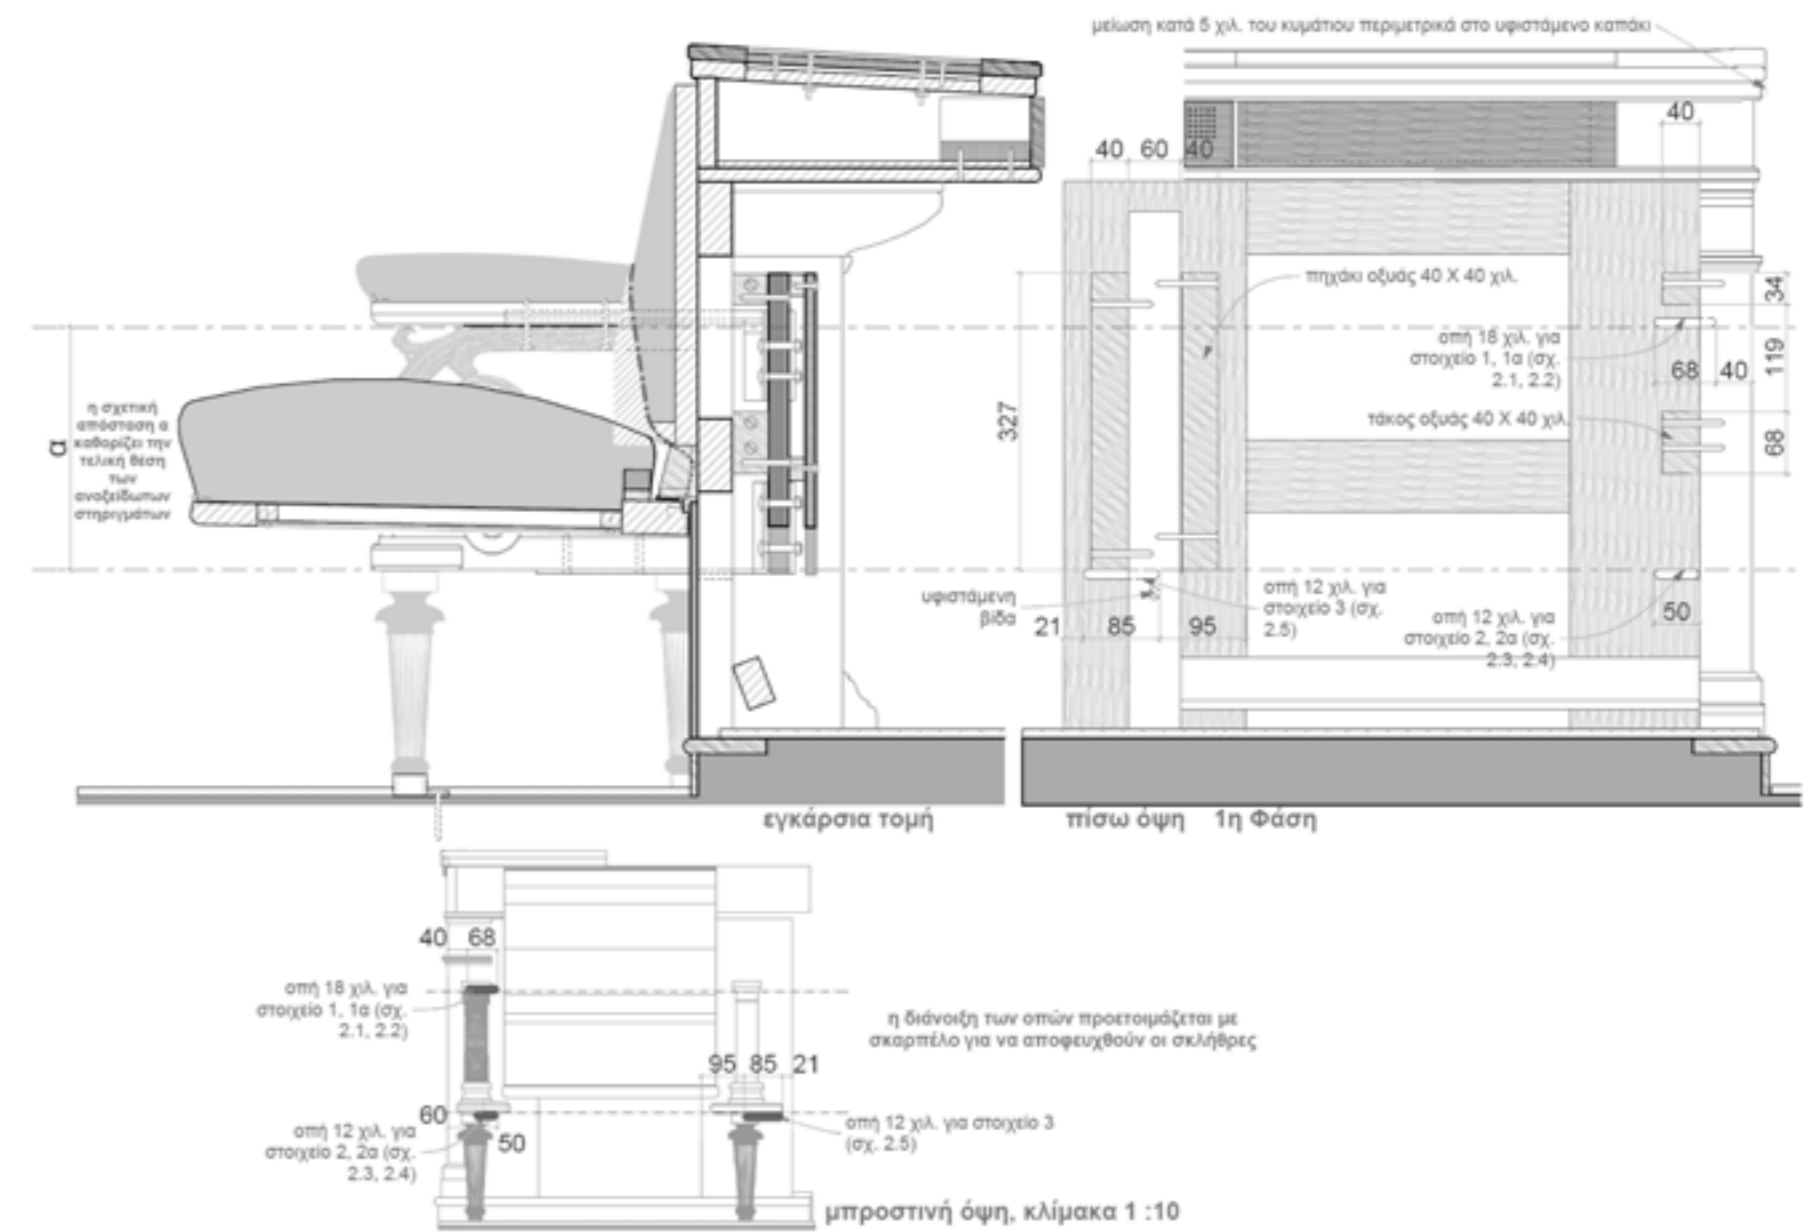 μείωση κατά 5 χιλ. του κυμάτιου περιμετρικά στο υφιστάμενο καπάκι
40
40 60 40
πηχάκι οξυάς 40 X 40 χιλ.
34
οπή 18 χιλ. για
στοιχείο 1, 1α (σχ.
2.1, 2.2)
119
68 40
τάκος οξυάς 40 X 40 χιλ.
68
327
α
η σχετική
απόσταση α
καθορίζει την
τελική θέση
των
ανοξείδωτων
στηριγμάτων
υφιστάμενη
βίδα
οπή 12 χιλ. για
στοιχείο 3 (σχ.
2.5)
21 85 95
οπή 12 χιλ. για
στοιχείο 2, 2α (σχ.
2.3, 2.4)
50
εγκάρσια τομή
πίσω όψη 1η Φάση
40 68
οπή 18 χιλ. για
στοιχείο 1, 1α (σχ.
2.1, 2.2)
η διάνοιξη των οπών προετοιμάζεται με
σκαρπέλο για να αποφευχθούν οι σκλήθρες
95 85 21
60
οπή 12 χιλ. για
στοιχείο 2, 2α (σχ.
2.3, 2.4)
50
οπή 12 χιλ. για στοιχείο 3
(σχ. 2.5)
μπροστινή όψη, κλίμακα 1 :10